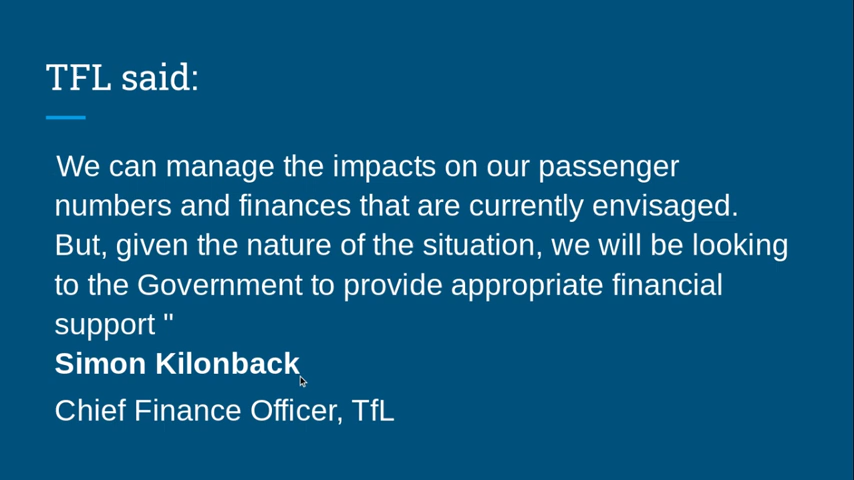 TFL said:
We can manage the impacts on our passenger
numbers and finances that are currently envisaged.
But, given the nature of the situation, we will be looking
to the Government to provide appropriate financial
support "
Simon Kilonback
Chief Finance Officer, TfL